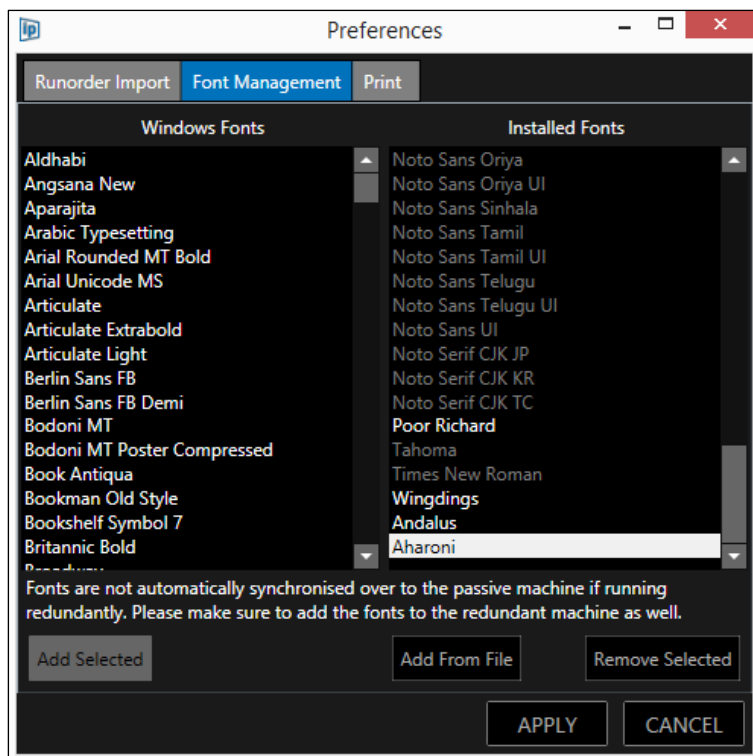 ip
Preferences
Runorder Import
Font Management
Print
Windows Fonts
Aldhabi
Angsana New
Aparajita
Arabic Typesetting
Arial Rounded MT Bold
Arial Unicode MS
Articulate
Articulate Extrabold
Articulate Light
Berlin Sans FB
Berlin Sans FB Demi
Bodoni MT
Bodoni MT Poster Compressed
Book Antiqua
Bookman Old Style
Bookshelf Symbol 7
Britannic Bold
Installed Fonts
Noto Sans Oriya
Noto Sans Oriya UI
Noto Sans Sinhala
Noto Sans Tamil
Noto Sans Tamil UI
Noto Sans Telugu
Noto Sans Telugu UI
Noto Sans UI
Noto Serif CJK JP
Noto Serif CJK KR
Noto Serif CJK TC
Poor Richard
Tahoma
Times New Roman
Wingdings
Andalus
Aharoni
Fonts are not automatically synchronised over to the passive machine if running
redundantly. Please make sure to add the fonts to the redundant machine as well.
Add Selected
Add From File
Remove Selected
APPLY
CANCEL